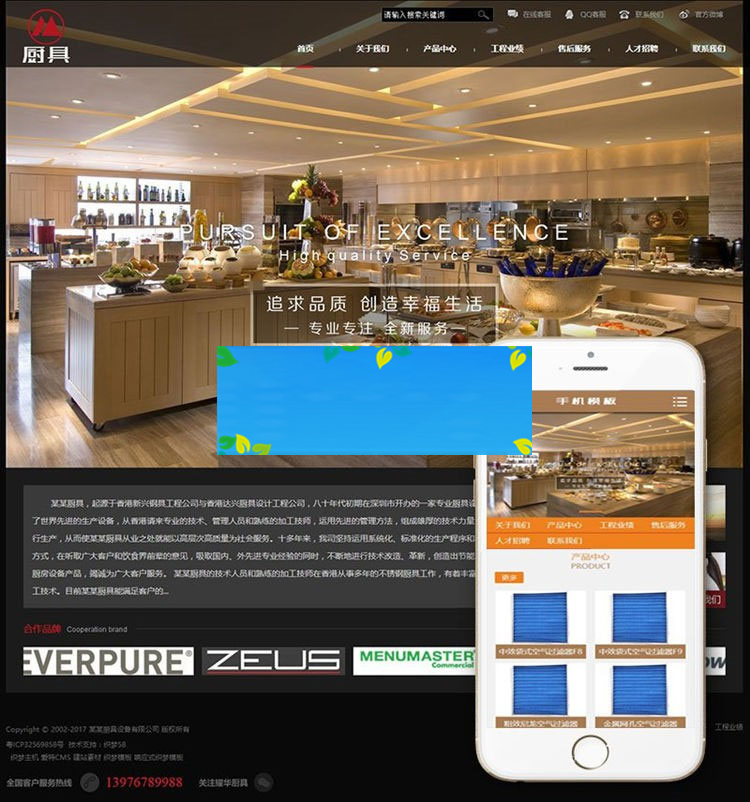 请输入搜索关键词
在线客服
QQ客服
联系我们
官方微博
厨具
首页
关于我们
产品中心
工程业绩
售后服务
人才招聘
联系我们
PURSUIT OF EXCELLENCE
High quality Service
追求品质 创造幸福生活
— 专业专注 全新服务 —
手机模板
关于我们 产品中心 工程业绩 售后服务
人才招聘 联系我们
产品中心
PRODUCT
更多
中效袋式空气过滤器F8
中效袋式空气过滤器F9
粗效尼龙空气过滤器
金属网孔空气过滤器
某某厨具，起源于香港新兴铜具工程公司与香港达兴厨具设计工程公司，八十年代初期在深圳市开办的一家专业厨具设
了世界先进的生产设备，从香港请来专业的技术、管理人员和熟练的加工技师，运用先进的管理方法，组成雄厚的技术力量
行生产，从而使某某厨具从业之处就能以高层次高质量为社会服务。十多年来，我司坚持运用系统化、标准化的生产程序和
方式，在听取广大客户和饮食界前辈的意见，吸取国内、外先进专业经验的同时，不断地进行技术改造、革新，创造出节能
厨房设备产品，竭诚为广大客户服务。 某某厨具的技术人员和熟练的加工技师在香港从事多年的不锈钢厨具工作，有着丰富
工技术。目前某某厨具能满足客户的...
我们
合作品牌 Cooperation brand
EVERPURE®
ZEUS
MENUMASTER
Commercial
Copyright © 2002-2017 某某厨具设备有限公司 版权所有
工程业绩
粤ICP32569858号 技术支持：织梦58
织梦主机 爱特CMS 建站素材 织梦模板 响应式织梦模板
全国客户服务热线 13976789988 关注耀华厨具